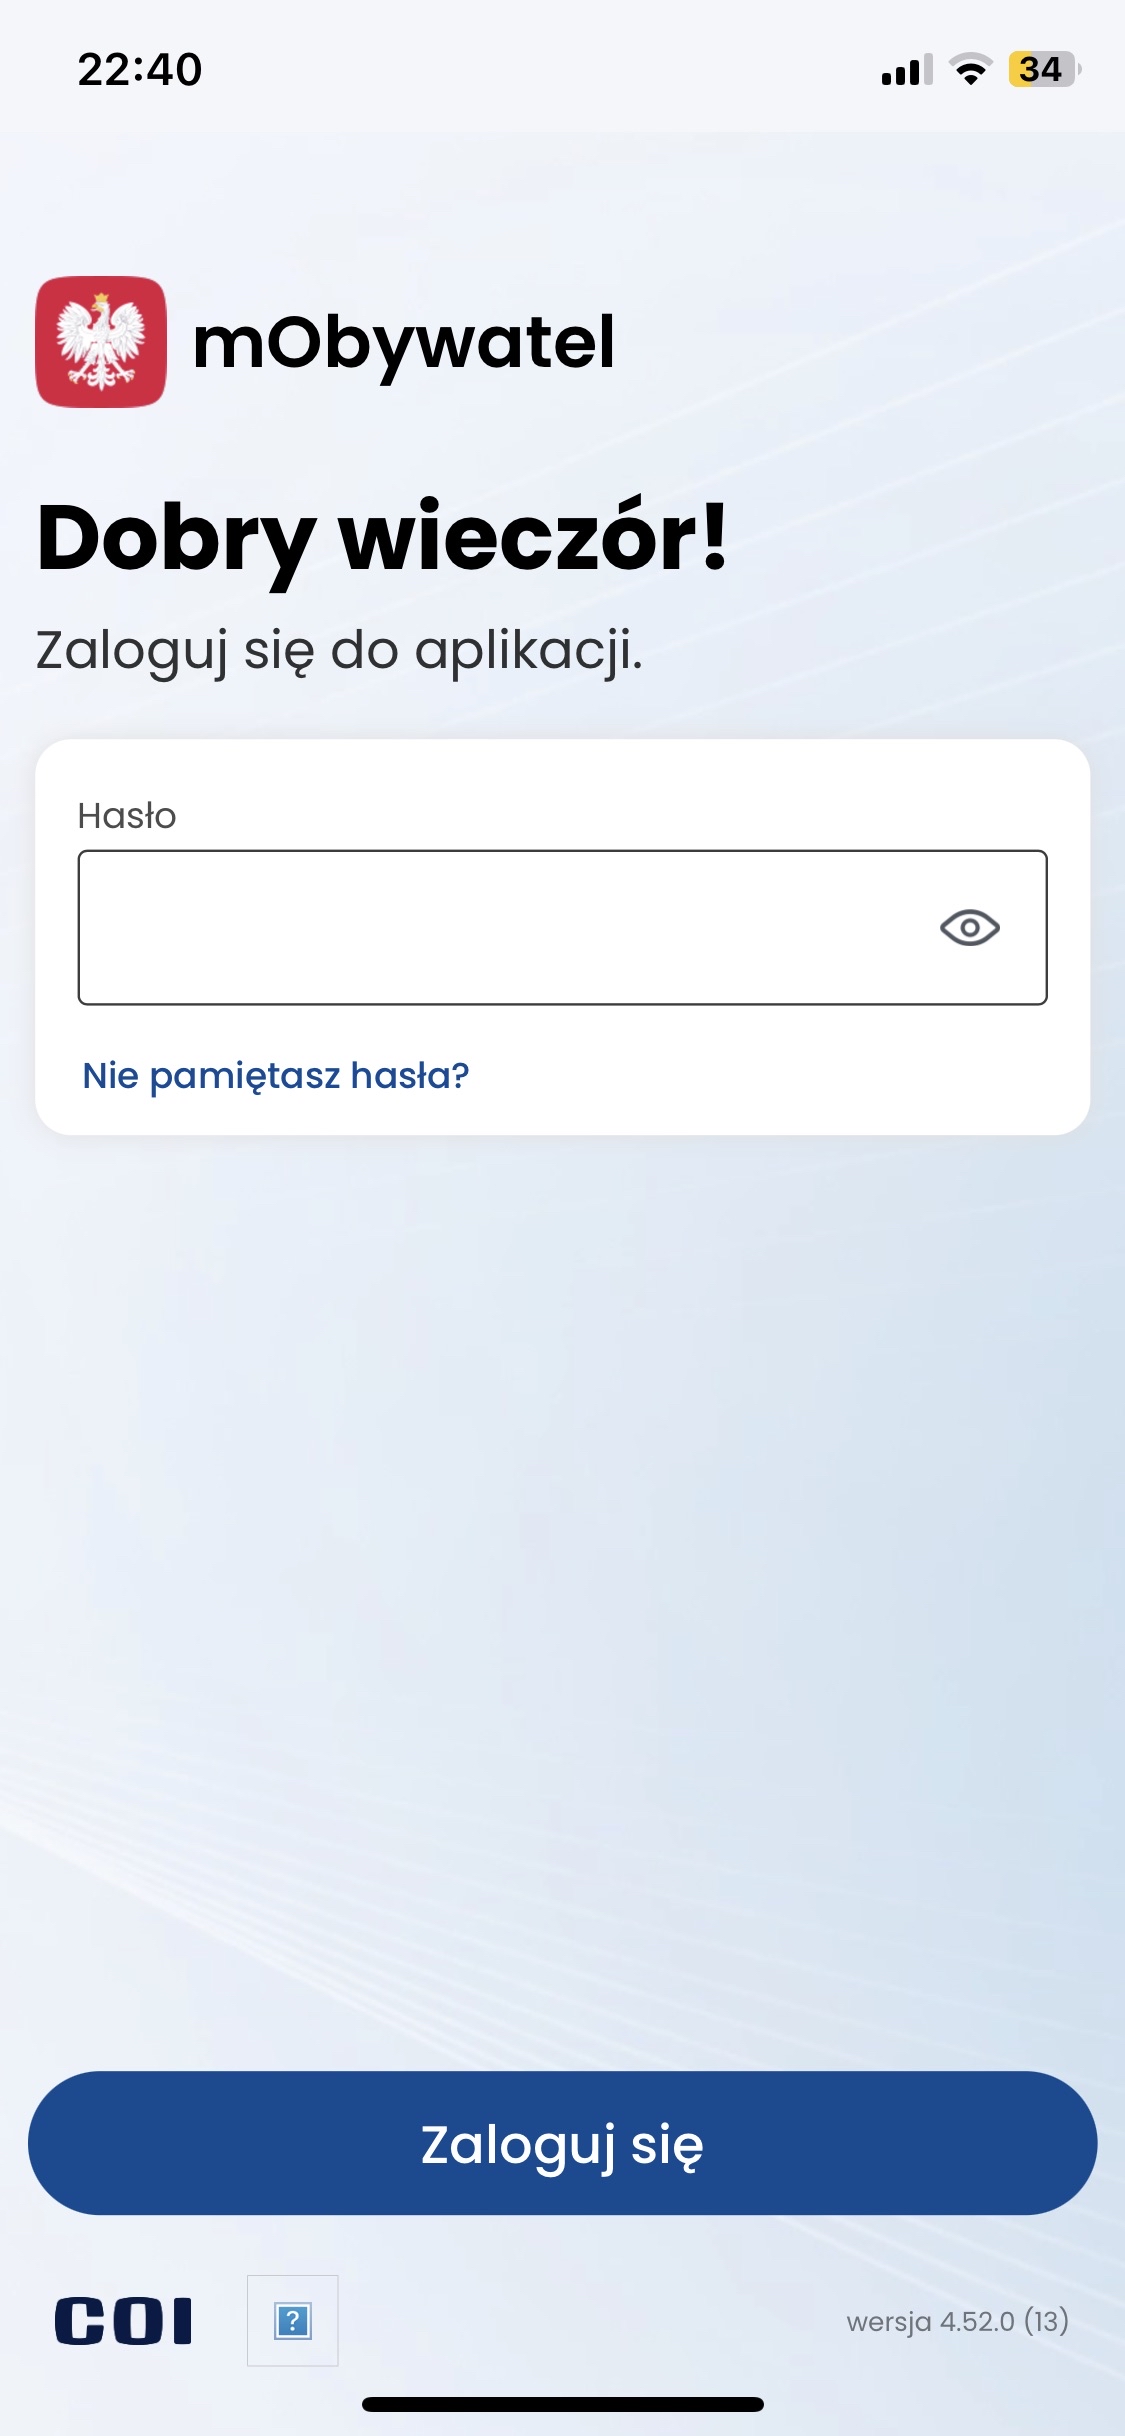 22:40
34
mObywatel
Dobry wieczór!
Zaloguj się do aplikacji.
Hasło
Nie pamiętasz hasła?
Zaloguj się
COI
?
wersja 4.52.0 (13)